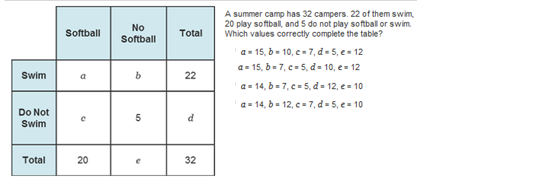 Softball No Softball Total
Swim a b 22
Do Not Swim c 5 d
Total 20 e 32
A summer camp has 32 campers. 22 of them swim,
20 play softball, and 5 do not play softball or swim.
Which values correctly complete the table?
a = 15, b = 10, c = 7, d = 5, e = 12
a = 15, b = 7, c = 5, d = 10, e = 12
a = 14, b = 7, c = 5, d = 12, e = 10
a = 14, b = 12, c = 7, d = 5, e = 10